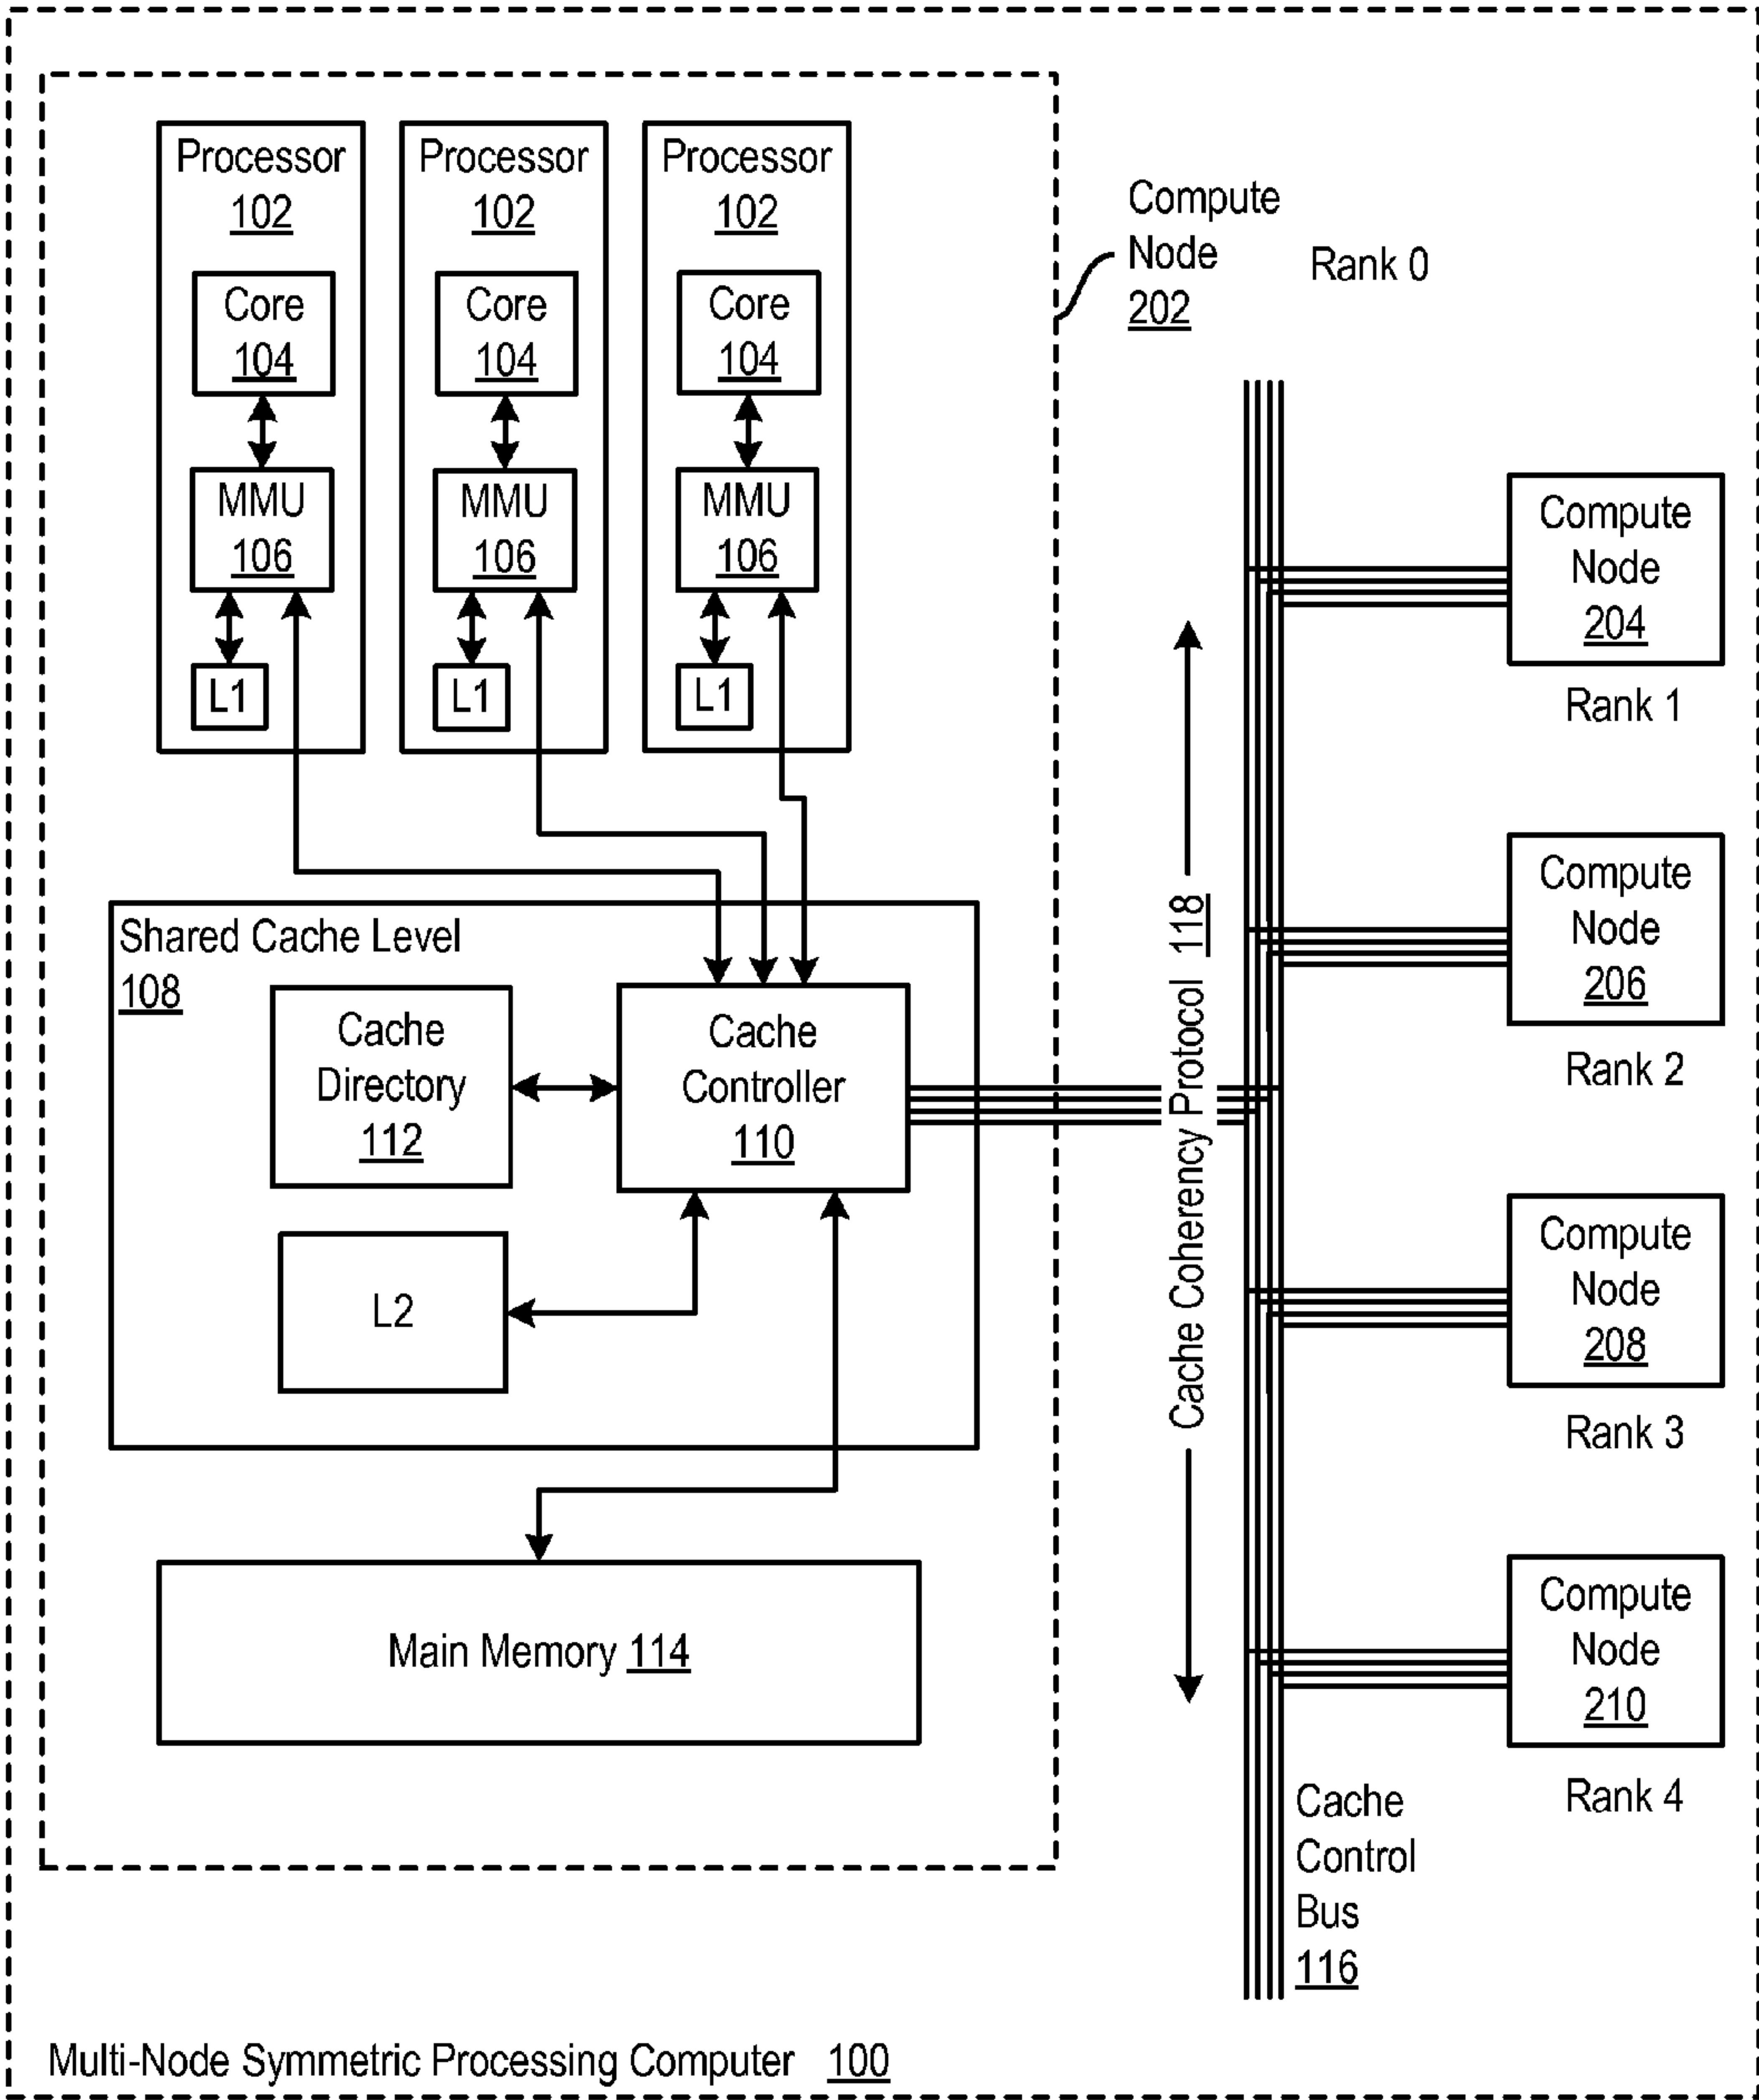 Processor
102
Core
104
MMU
106
L1
Processor
102
Core
104
MMU
106
L1
Processor
102
Core
104
MMU
106
L1
Compute
Node
202
Rank 0
Shared Cache Level
108
Cache
Directory
112
Cache
Controller
110
L2
Main Memory 114
Cache Coherency Protocol 118
Compute
Node
204
Rank 1
Compute
Node
206
Rank 2
Compute
Node
208
Rank 3
Compute
Node
210
Rank 4
Cache
Control
Bus
116
Multi-Node Symmetric Processing Computer 100